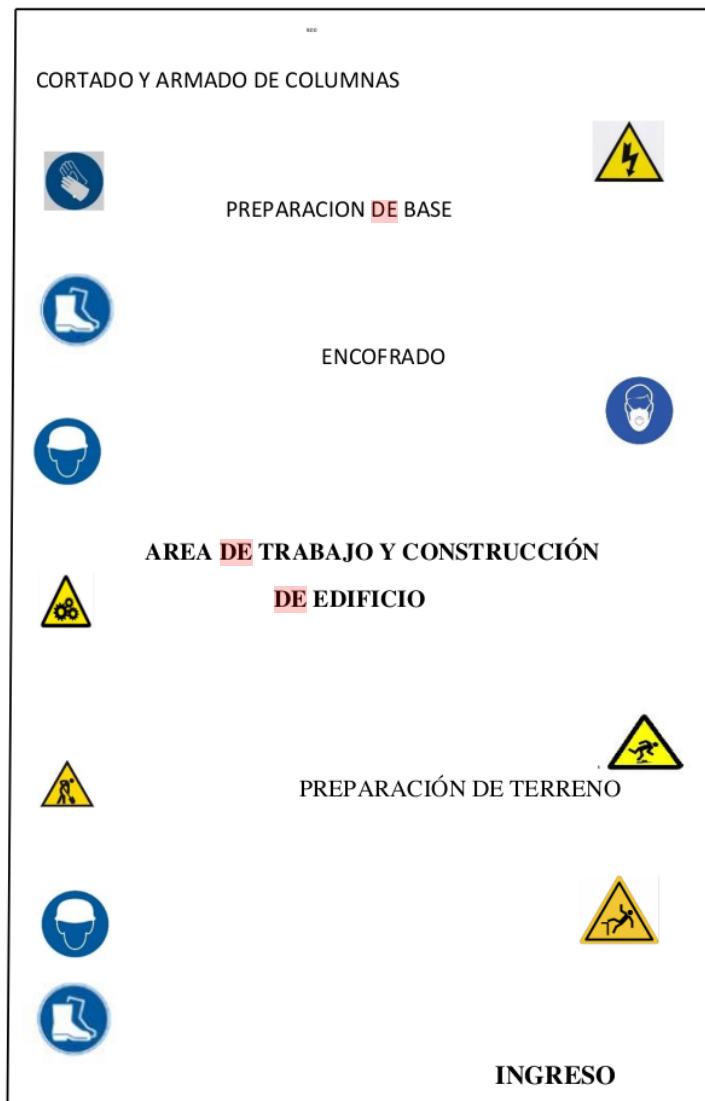 CORTADO Y ARMADO DE COLUMNAS
PREPARACION DE BASE
ENCOFRADO
AREA DE TRABAJO Y CONSTRUCCIÓN
DE EDIFICIO
PREPARACIÓN DE TERRENO
INGRESO